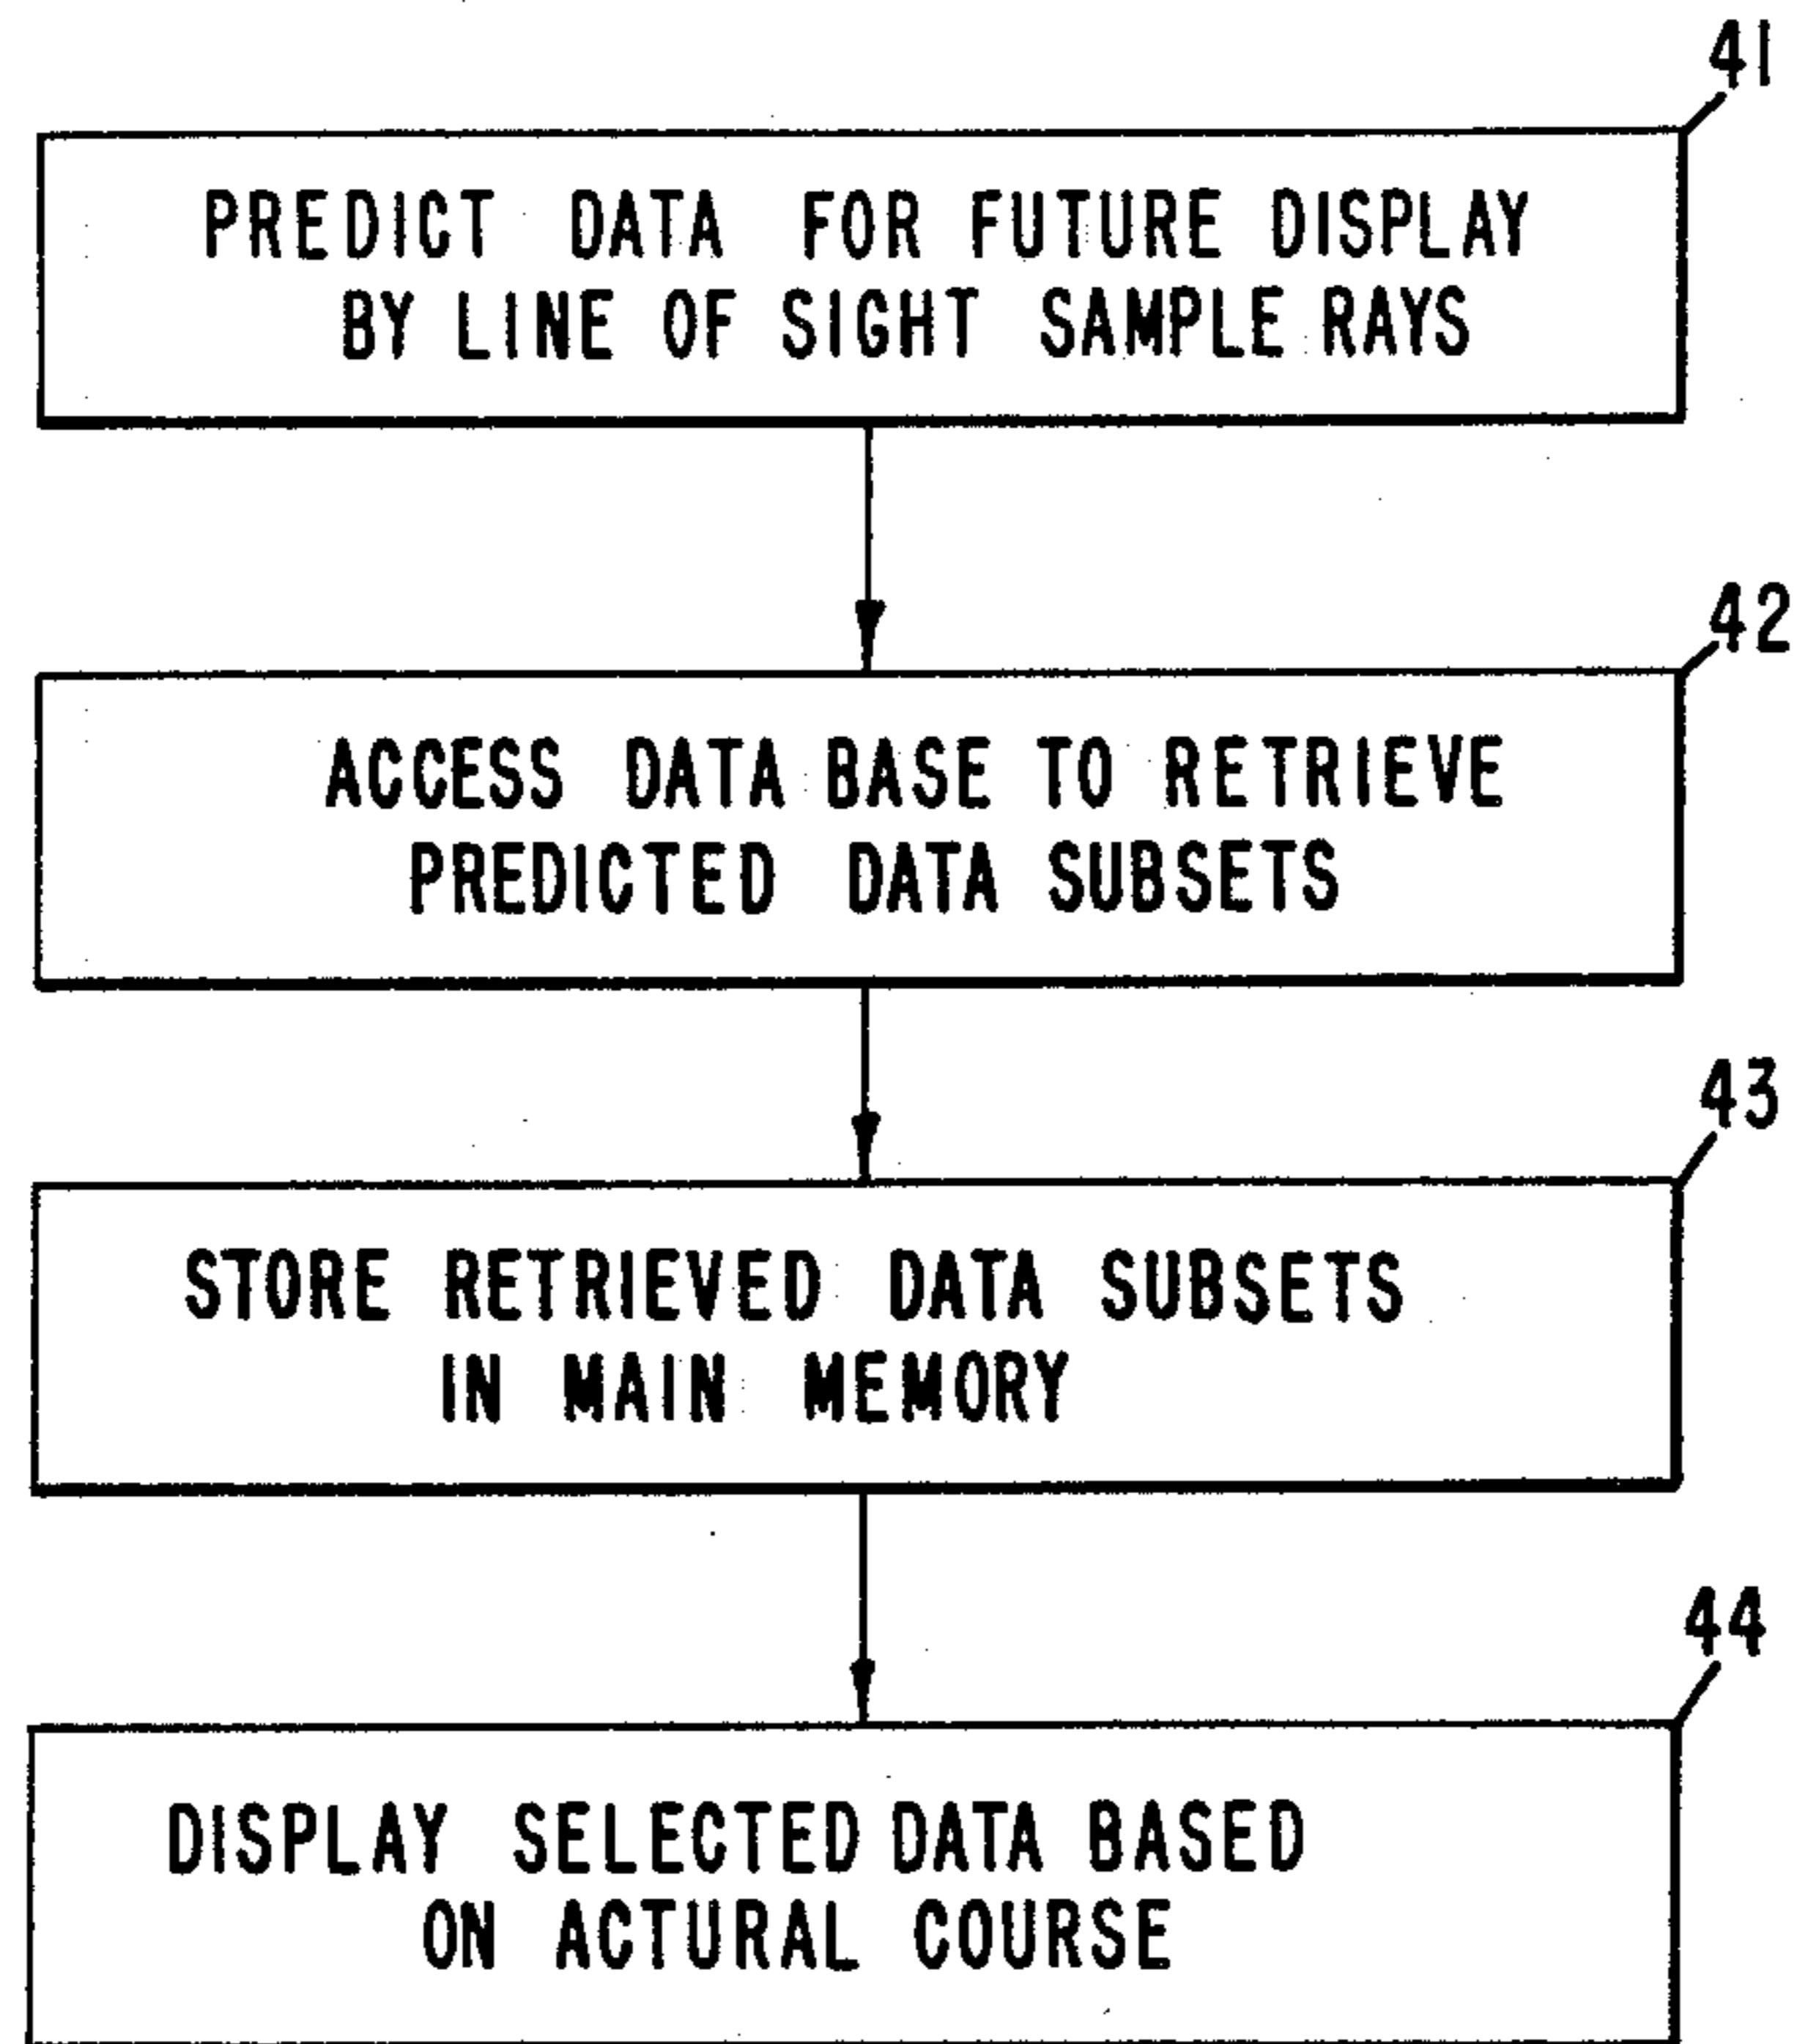 41
PREDICT DATA FOR FUTURE DISPLAY
BY LINE OF SIGHT SAMPLE RAYS
42
ACCESS DATA BASE TO RETRIEVE
PREDICTED DATA SUBSETS
43
STORE RETRIEVED DATA SUBSETS
IN MAIN MEMORY
44
DISPLAY SELECTED DATA BASED
ON ACTURAL COURSE